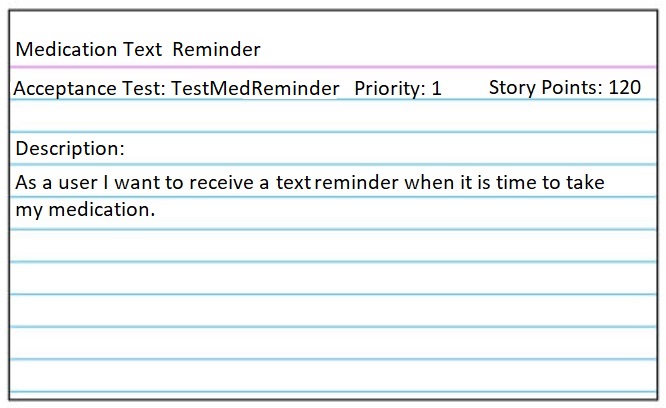 Medication Text Reminder
Acceptance Test: TestMedReminder Priority: 1 Story Points: 120
Description:
As a user I want to receive a text reminder when it is time to take
my medication.